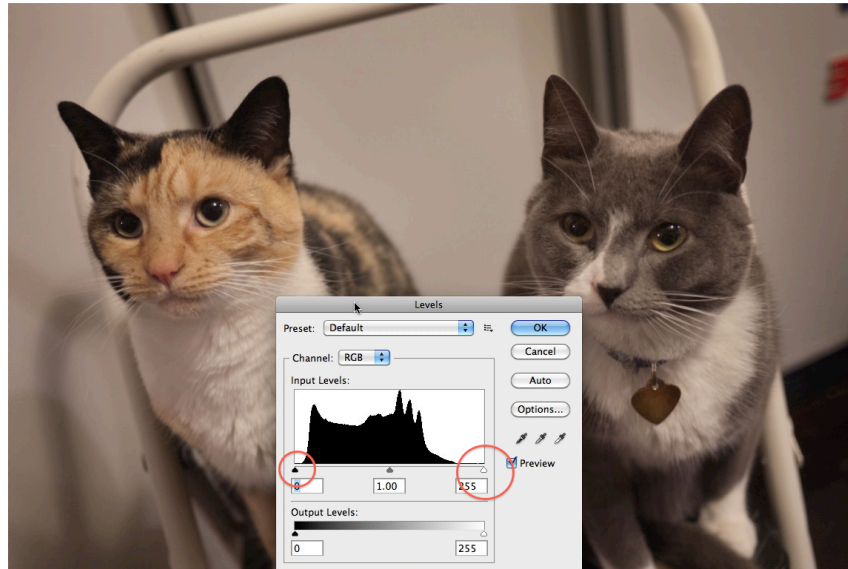 Levels
Preset: Default
OK
Channel: RGB
Cancel
Input Levels:
Auto
Options...
Preview
0 1.00 255
Output Levels:
0 255